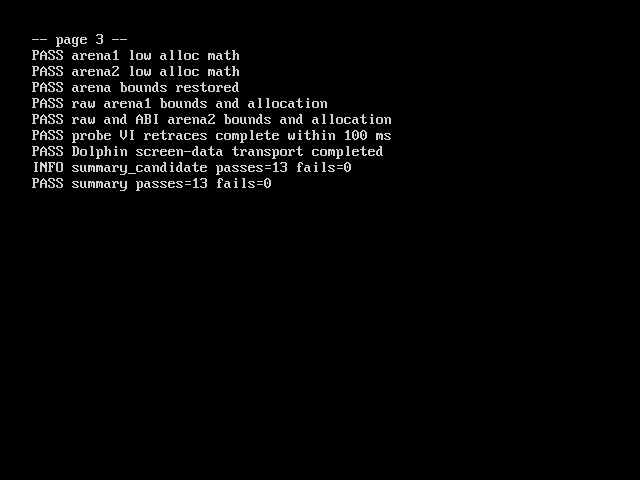 -- page 3 --
PASS arena1 low alloc math
PASS arena2 low alloc math
PASS arena bounds restored
PASS raw arena1 bounds and allocation
PASS raw and ABI arena2 bounds and allocation
PASS probe VI retraces complete within 100 ms
PASS Dolphin screen-data transport completed
INFO summary_candidate passes=13 fails=0
PASS summary passes=13 fails=0